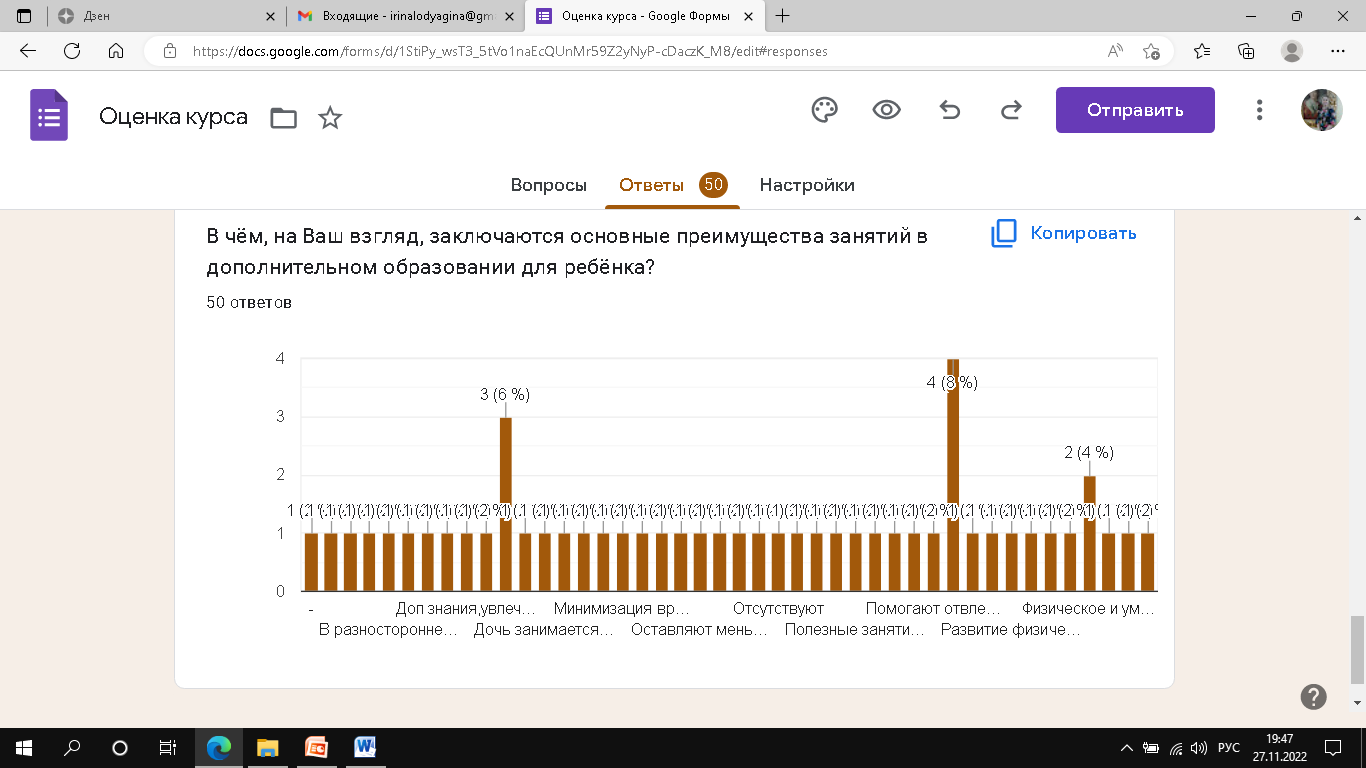 Дзен
Входящие - irinalodyagina@gm
Оценка курса - Google Формы
https://docs.google.com/forms/d/1StiPy_wsT3_5tVo1naEcQUnMr59Z2yNyP-cDaczK_M8/edit#responses
Оценка курса
Отправить
Вопросы
Ответы 50
Настройки
В чём, на Ваш взгляд, заключаются основные преимущества занятий в
дополнительном образовании для ребёнка?
Копировать
50 ответов
4
3
2
1
0
3 (6 %)
4 (8 %)
2 (4 %)
-
Доп знания,увлеч…
Минимизация вр…
Отсутствуют
Помогают отвле…
Физическое и ум…
В разносторонне…
Дочь занимается…
Оставляют мень…
Полезные заняти…
Развитие физиче…
РУС
19:47
27.11.2022